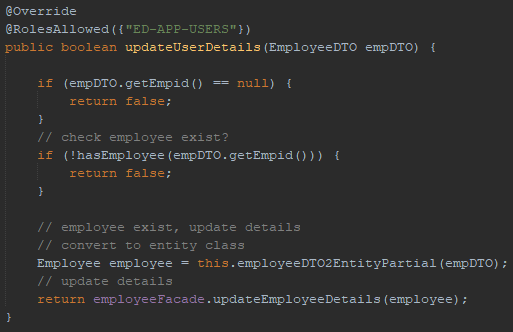 @Override
@RolesAllowed({"ED-APP-USERS"})
public boolean updateUserDetails(EmployeeDTO empDTO) {
if (empDTO.getEmpid() == null) {
return false;
}
// check employee exist?
if (!hasEmployee(empDTO.getEmpid())) {
return false;
}
// employee exist, update details
// convert to entity class
Employee employee = this.employeeDTO2EntityPartial(empDTO);
// update details
return employeeFacade.updateEmployeeDetails(employee);
}